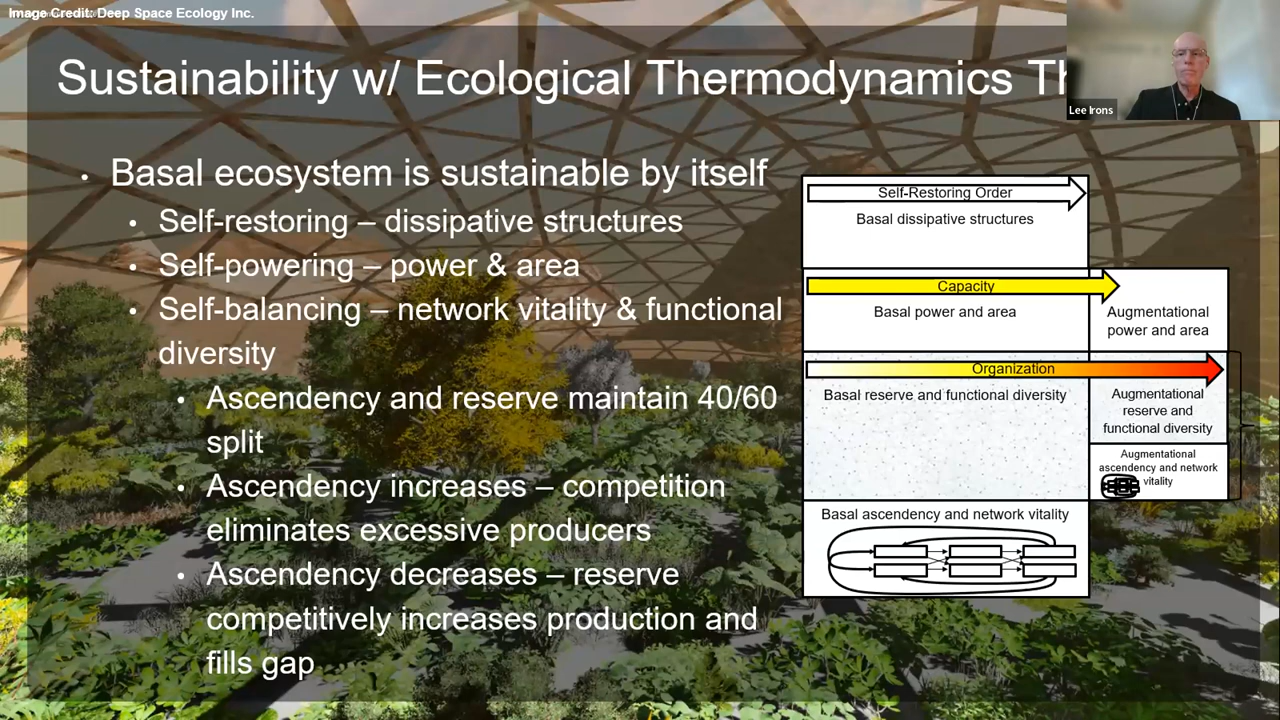 Image Credit: Deep Space Ecology Inc.
Sustainability w/ Ecological Thermodynamics
Lee Irons
• Basal ecosystem is sustainable by itself
• Self-restoring – dissipative structures
• Self-powering – power & area
• Self-balancing – network vitality & functional
diversity
• Ascendency and reserve maintain 40/60
split
• Ascendency increases – competition
eliminates excessive producers
• Ascendency decreases – reserve
competitively increases production and
fills gap
Self-Restoring Order
Basal dissipative structures
Capacity
Basal power and area
Augmentational
power and area
Organization
Basal reserve and functional diversity
Augmentational
reserve and
functional diversity
Augmentational
ascendency and network
vitality
Basal ascendency and network vitality